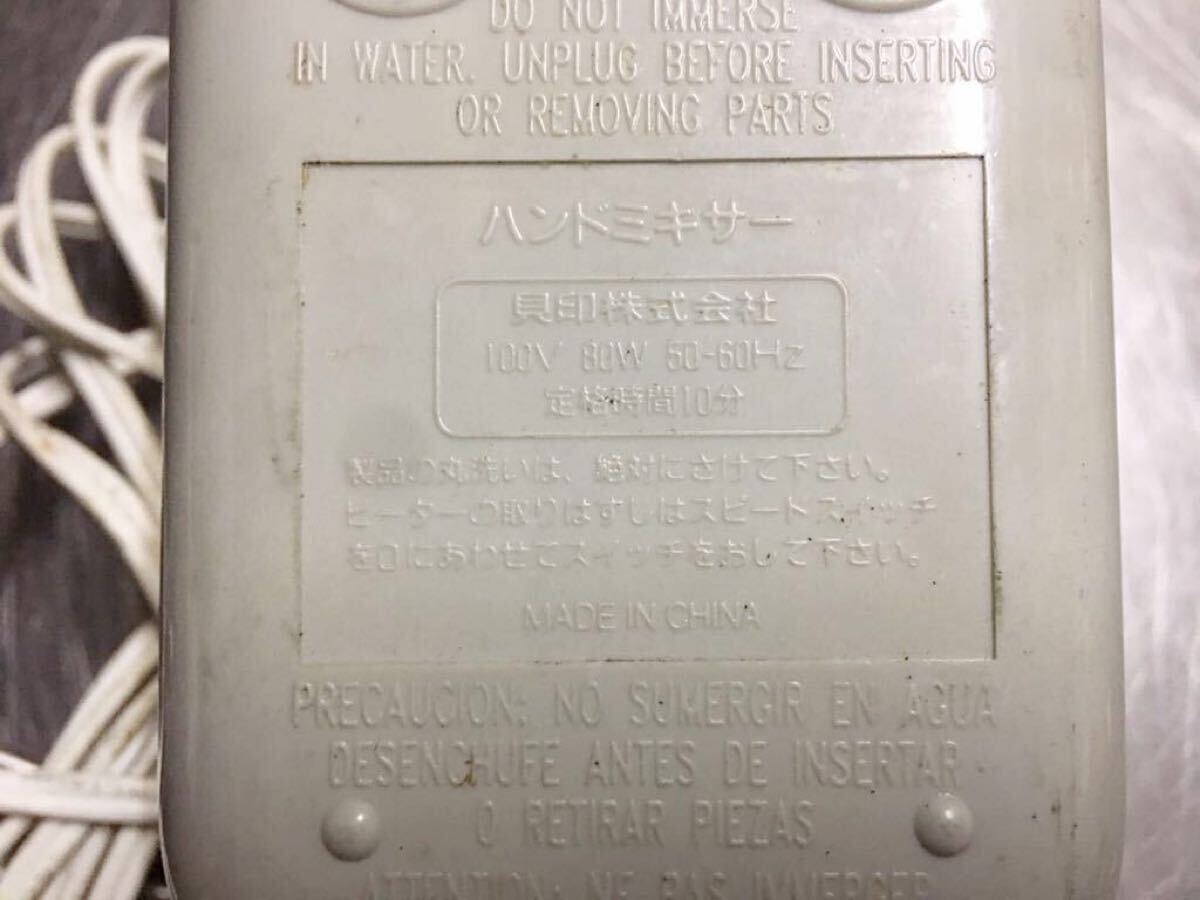 DO NOT IMMERSE
IN WATER. UNPLUG BEFORE INSERTING
OR REMOVING PARTS
ハンドミキサー
貝印株式会社
100V 80W 50-60Hz
定格時間10分
製品の丸洗いは、絶対にさけて下さい。
ビーターの取りはずしはスピードスイッチ
を0にあわせてスイッチをおして下さい。
MADE IN CHINA
PRECAUCION: NO SUMERGIR EN AGUA
DESENCHUFE ANTES DE INSERTAR
O RETIRAR PIEZAS
ATTENTION: NE PAS IMMERGER